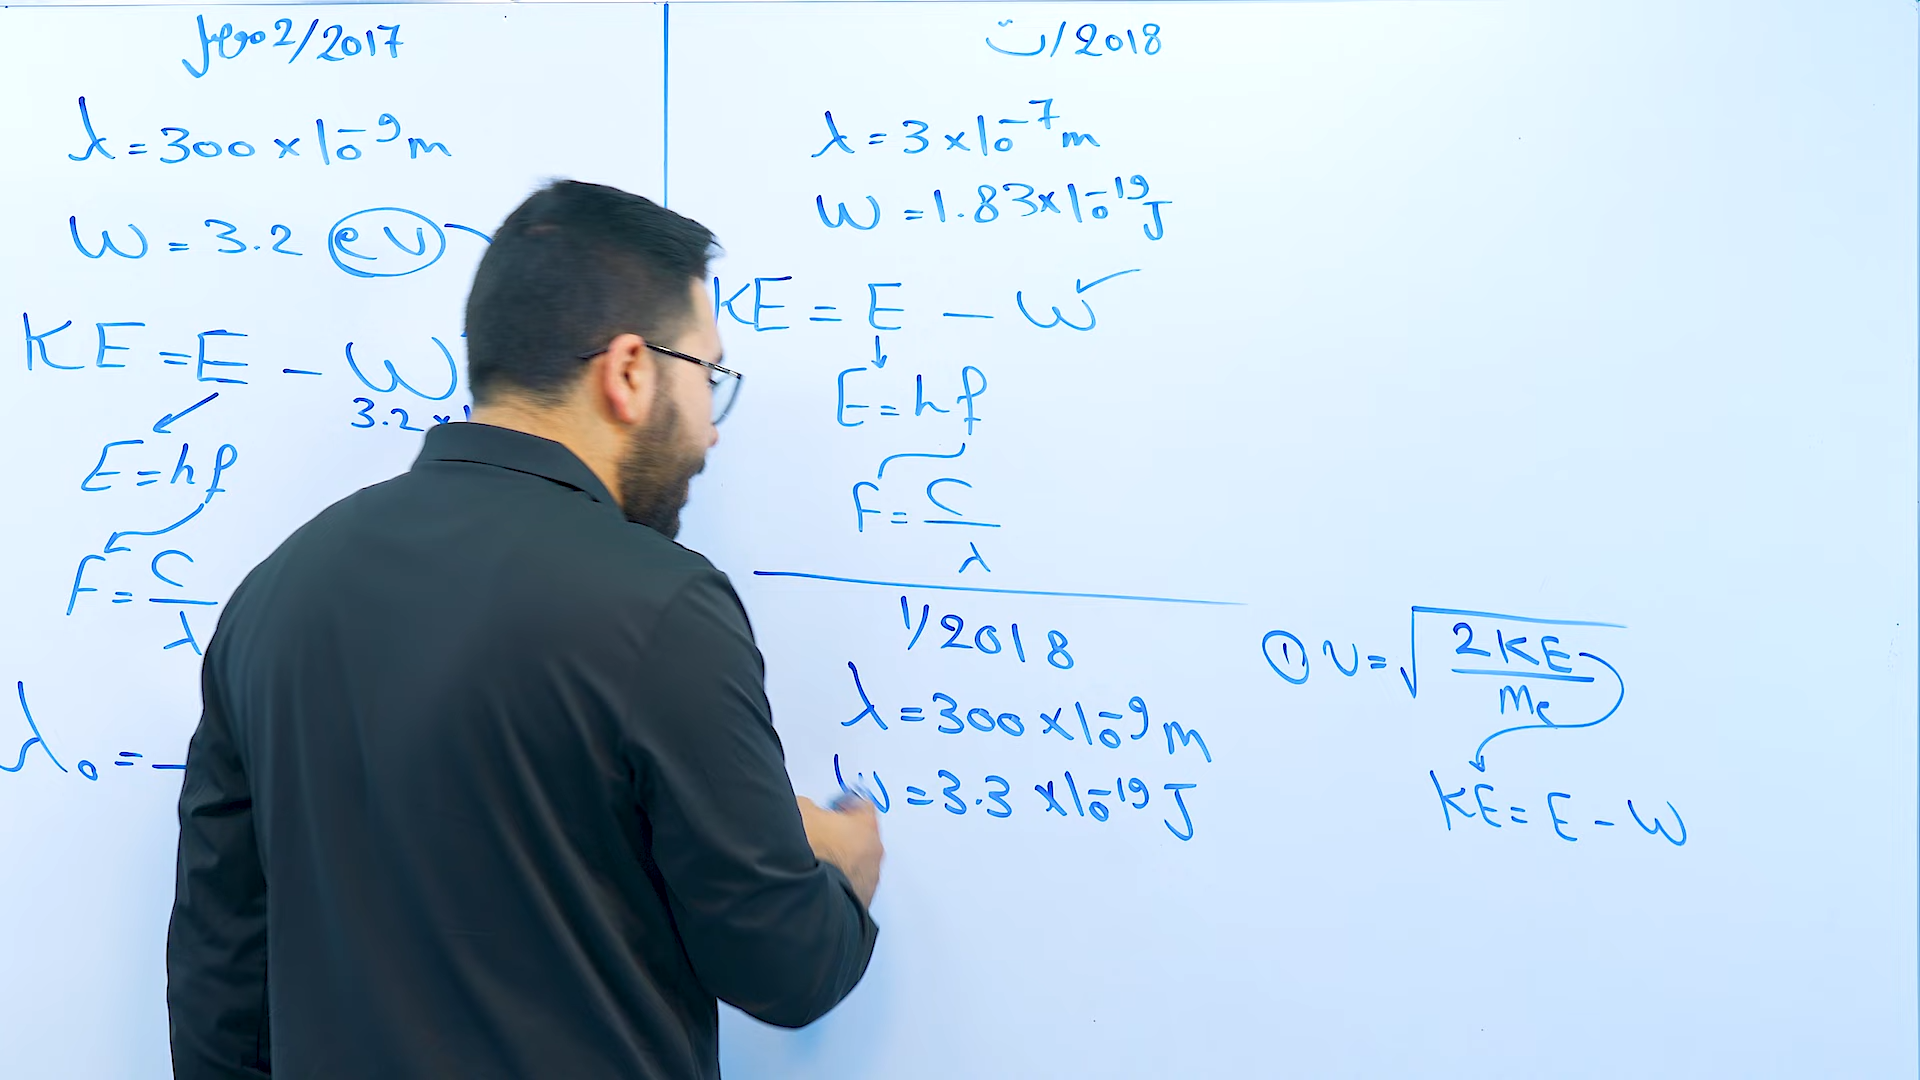 2/2017 موصل
λ = 300 × 10⁻⁹ m
W = 3.2 eV
KE = E – W
3.2 ×
E = hf
F = C/λ
λ₀ =
2018/ت
λ = 3 × 10⁻⁷ m
W = 1.83 × 10⁻¹⁹ J
KE = E – W ✓
E = hf
F = C/λ
1/2018
λ = 300 × 10⁻⁹ m
W = 3.3 × 10⁻¹⁹ J
① v = √(2KE/me)
KE = E – W